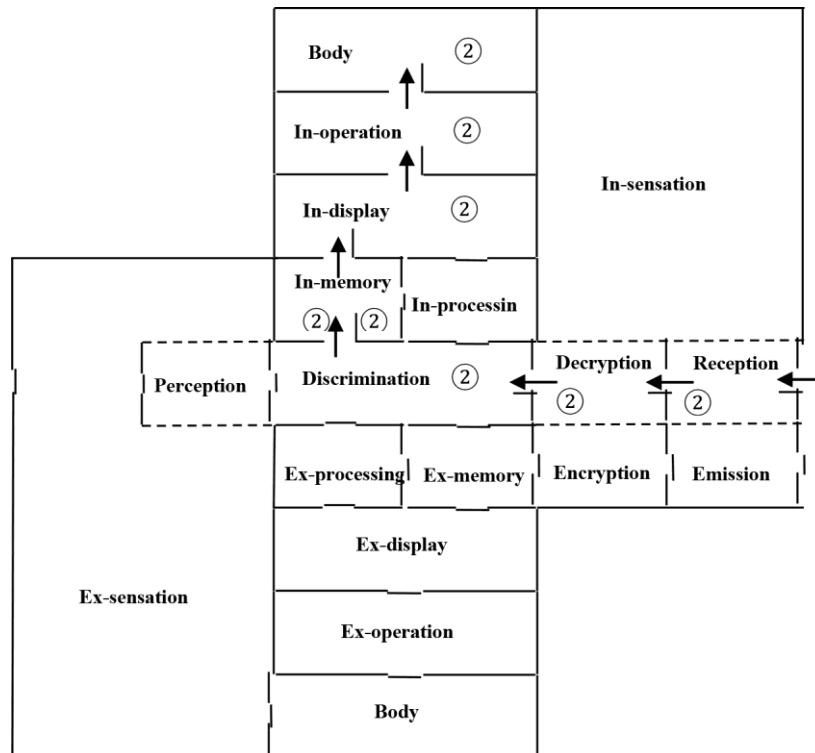 Body ②
In-operation ②
In-sensation
In-display ②
In-memory
In-processin
② ②
Decryption Reception
Perception Discrimination ②
② ②
Ex-processing Ex-memory Encryption Emission
Ex-display
Ex-sensation
Ex-operation
Body